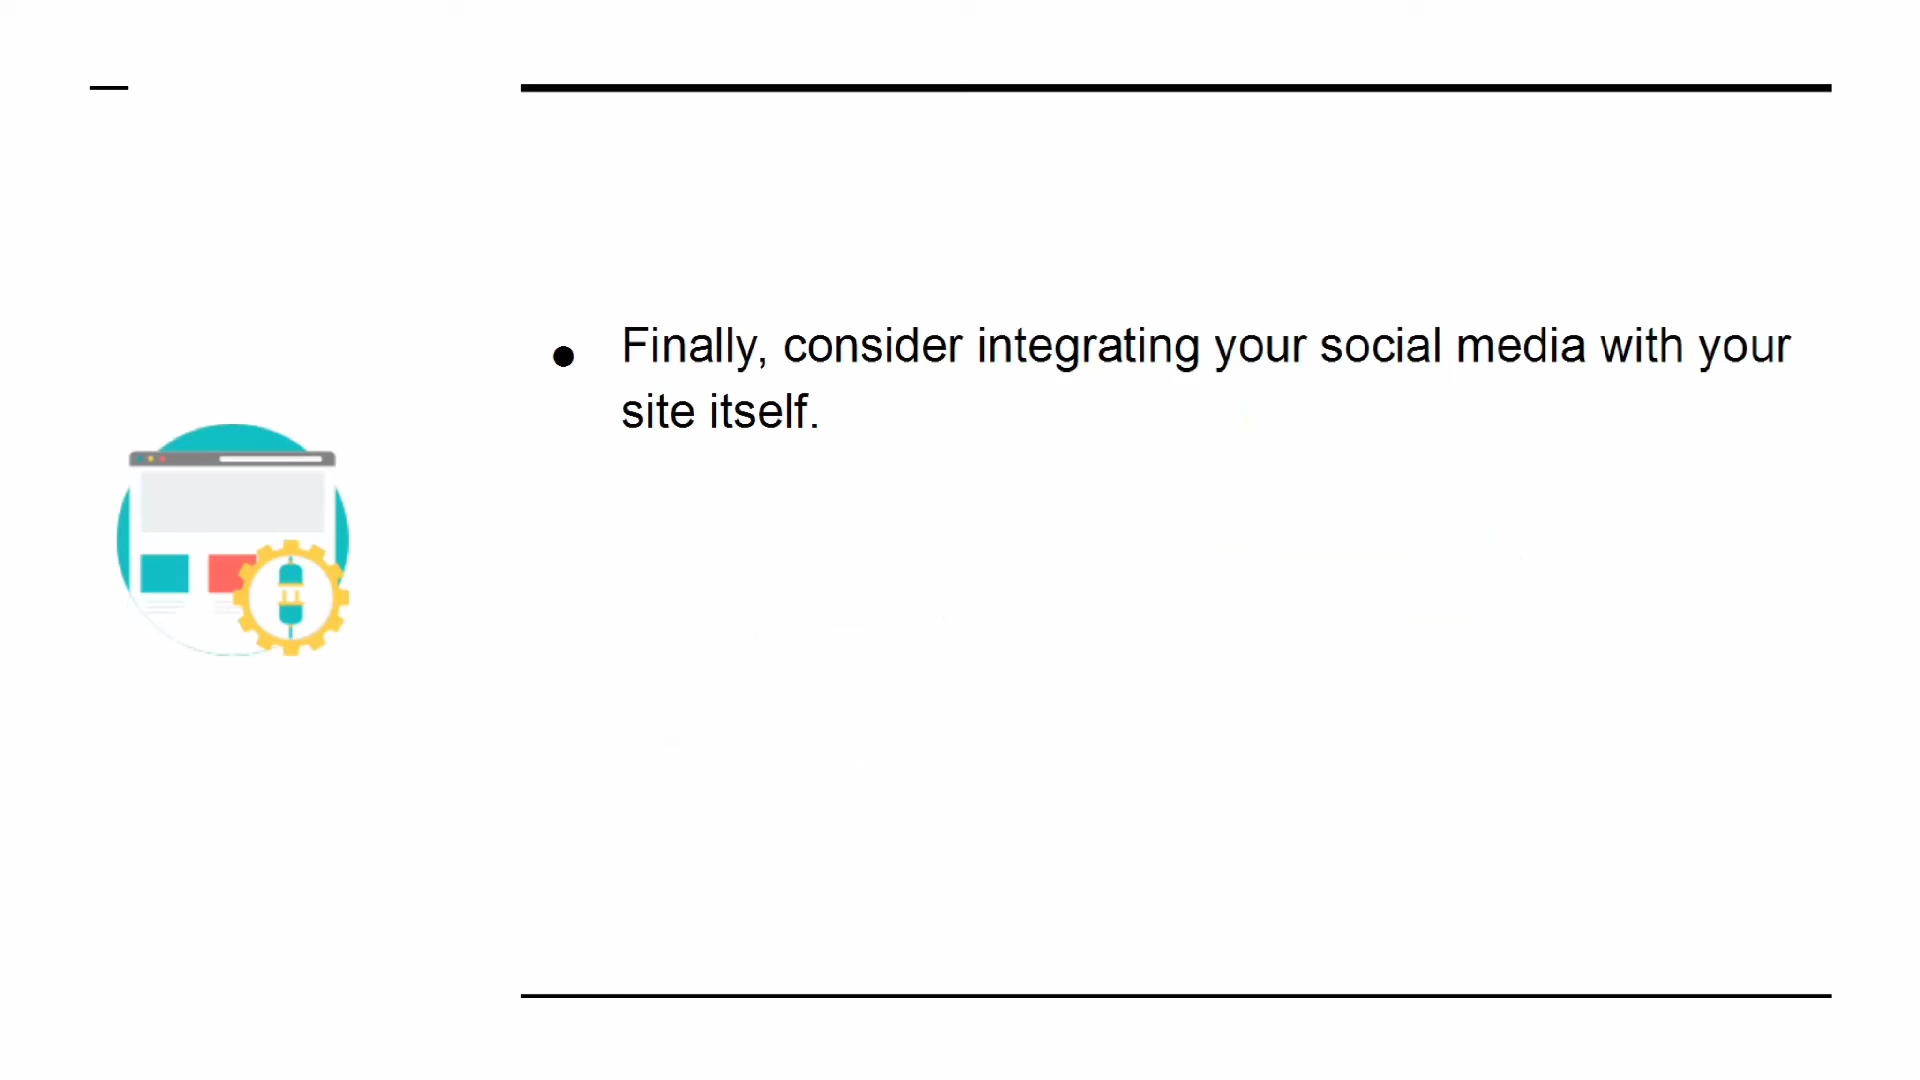 Finally, consider integrating your social media with your
site itself.